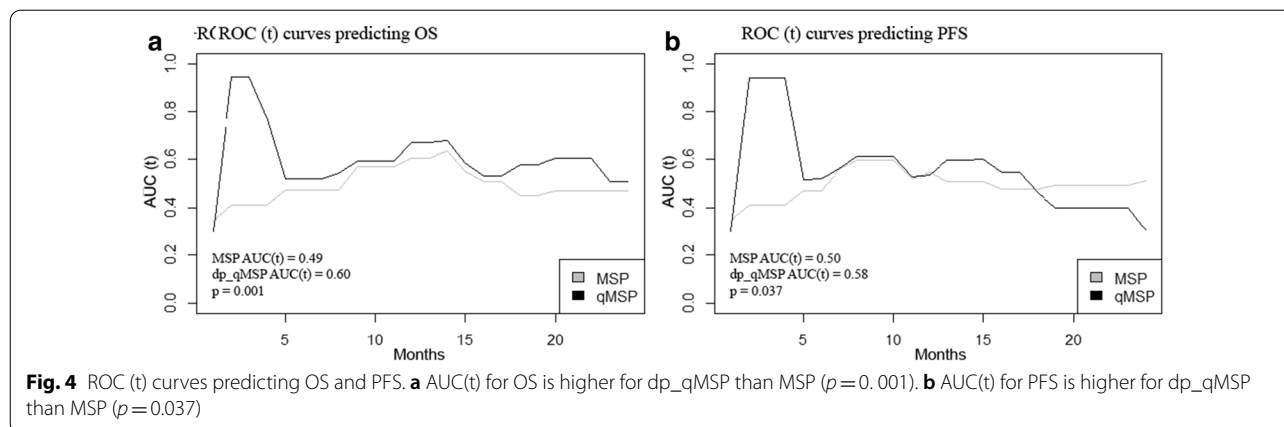 a
·R(ROC (t) curves predicting OS
AUC (t)
1.0
0.8
0.6
0.4
0.2
0.0
MSP AUC(t) = 0.49
dp_qMSP AUC(t) = 0.60
p = 0.001
MSP
qMSP
5 10 15 20
Months
b
ROC (t) curves predicting PFS
AUC (t)
1.0
0.8
0.6
0.4
0.2
0.0
MSP AUC(t) = 0.50
dp_qMSP AUC(t) = 0.58
p = 0.037
MSP
qMSP
5 10 15 20
Months
Fig. 4 ROC (t) curves predicting OS and PFS. a AUC(t) for OS is higher for dp_qMSP than MSP (p = 0. 001). b AUC(t) for PFS is higher for dp_qMSP
than MSP (p = 0.037)